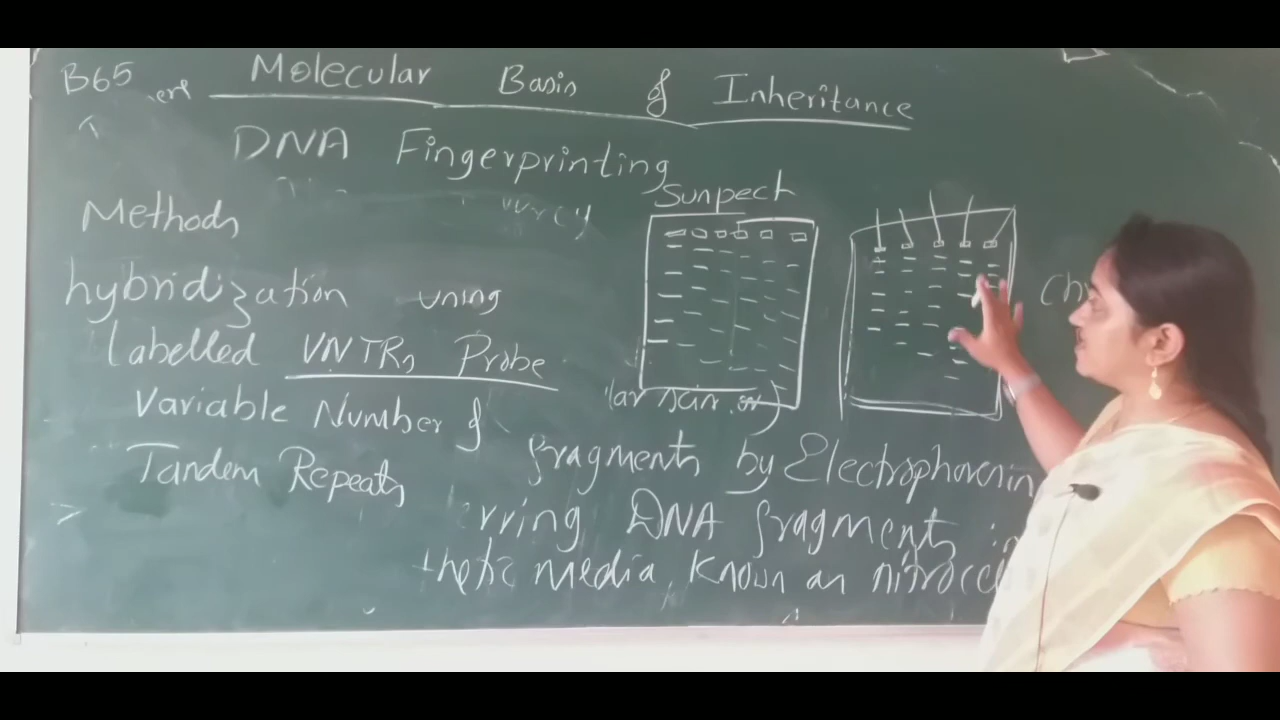 B65
Molecular Basis of Inheritance
DNA Fingerprinting
Suspect
Methods
hybridization using
labelled VNTRs Probe
Variable Number of
Tandem Repeats
fragments by Electrophoresis
DNA fragments
media known as